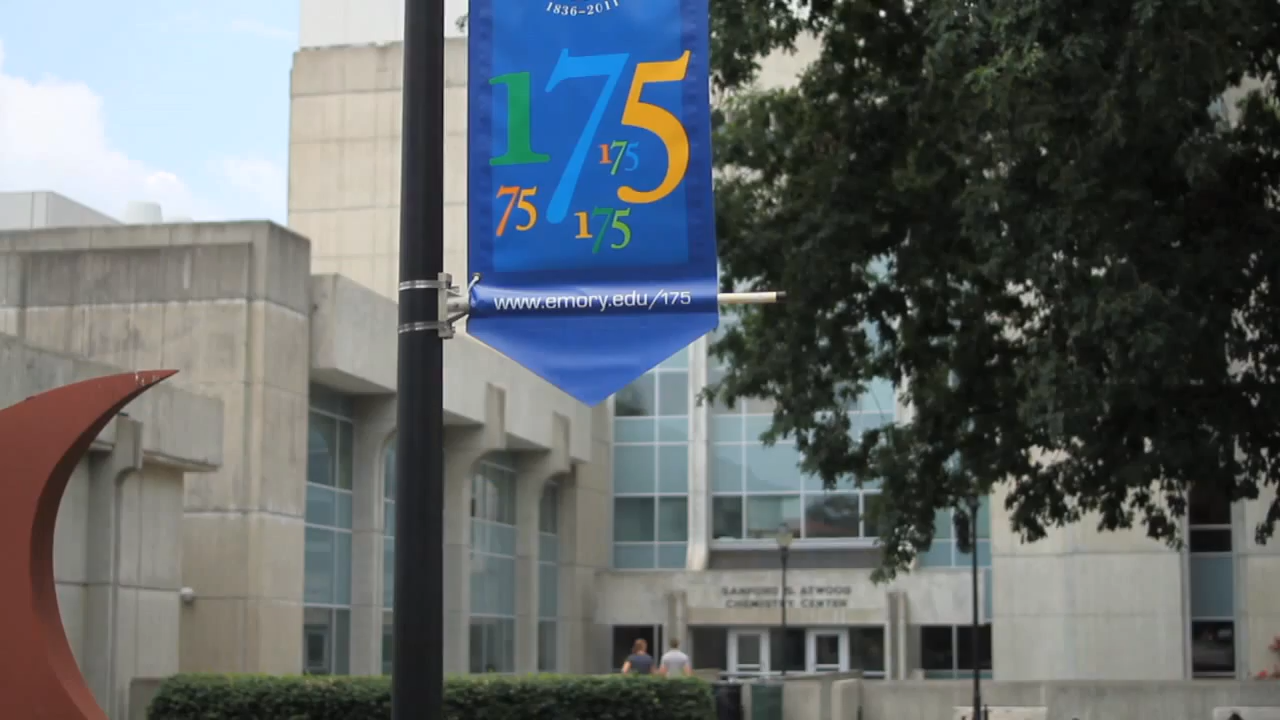 1836-2011
175
175
75
175
www.emory.edu/175
SANFORD S. ATWOOD
CHEMISTRY CENTER